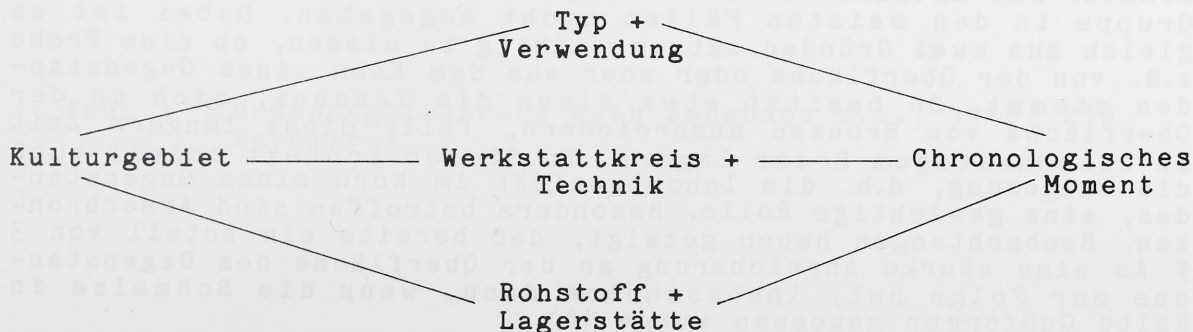 Typ +
Verwendung
Kulturgebiet
Werkstattkreis +
Technik
Chronologisches
Moment
Rohstoff +
Lagerstätte